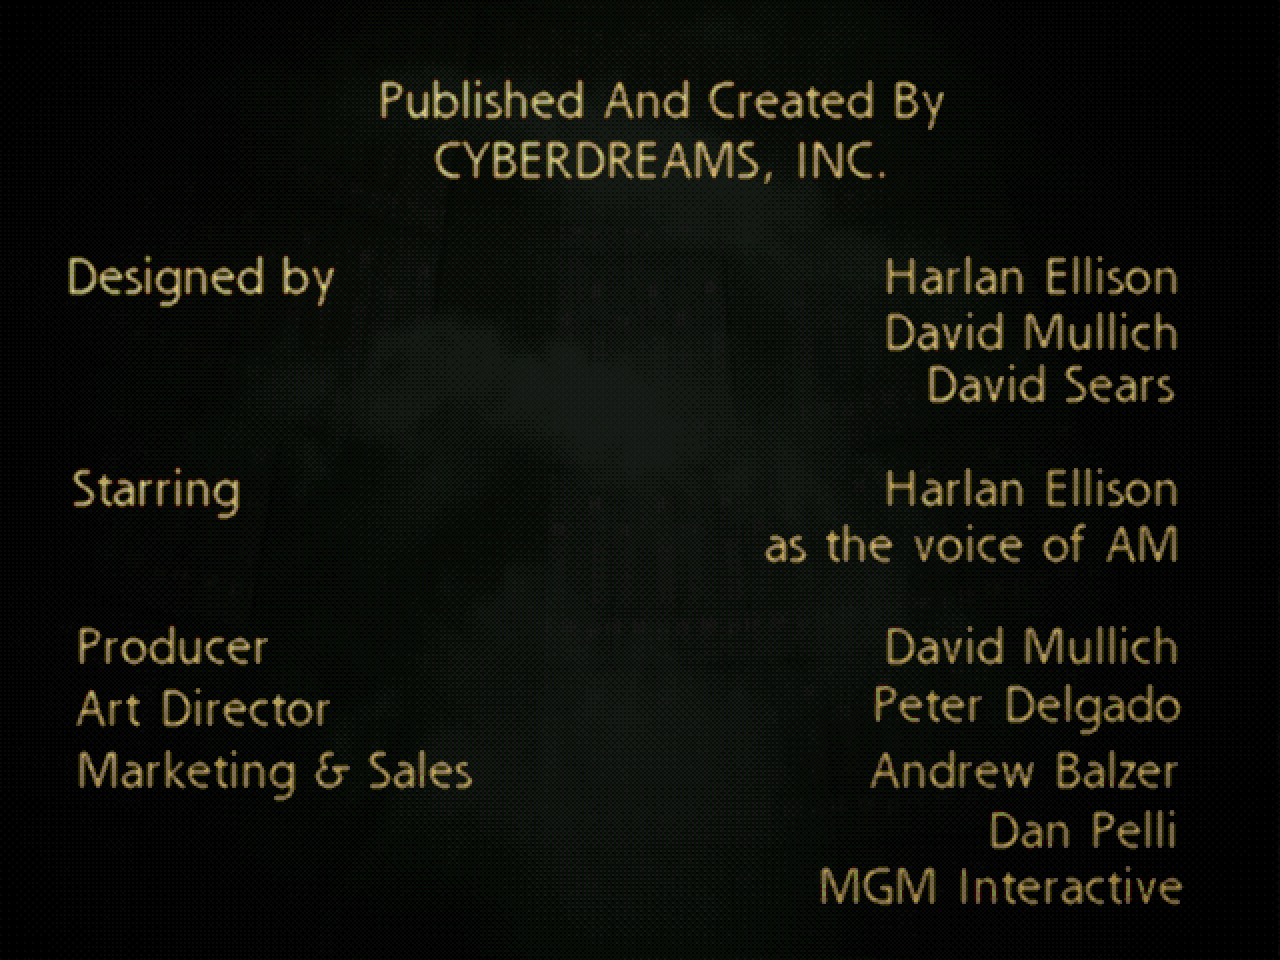 Published And Created By
CYBERDREAMS, INC.
Designed by Harlan Ellison
David Mullich
David Sears
Starring Harlan Ellison
as the voice of AM
Producer David Mullich
Art Director Peter Delgado
Marketing & Sales Andrew Balzer
Dan Pelli
MGM Interactive